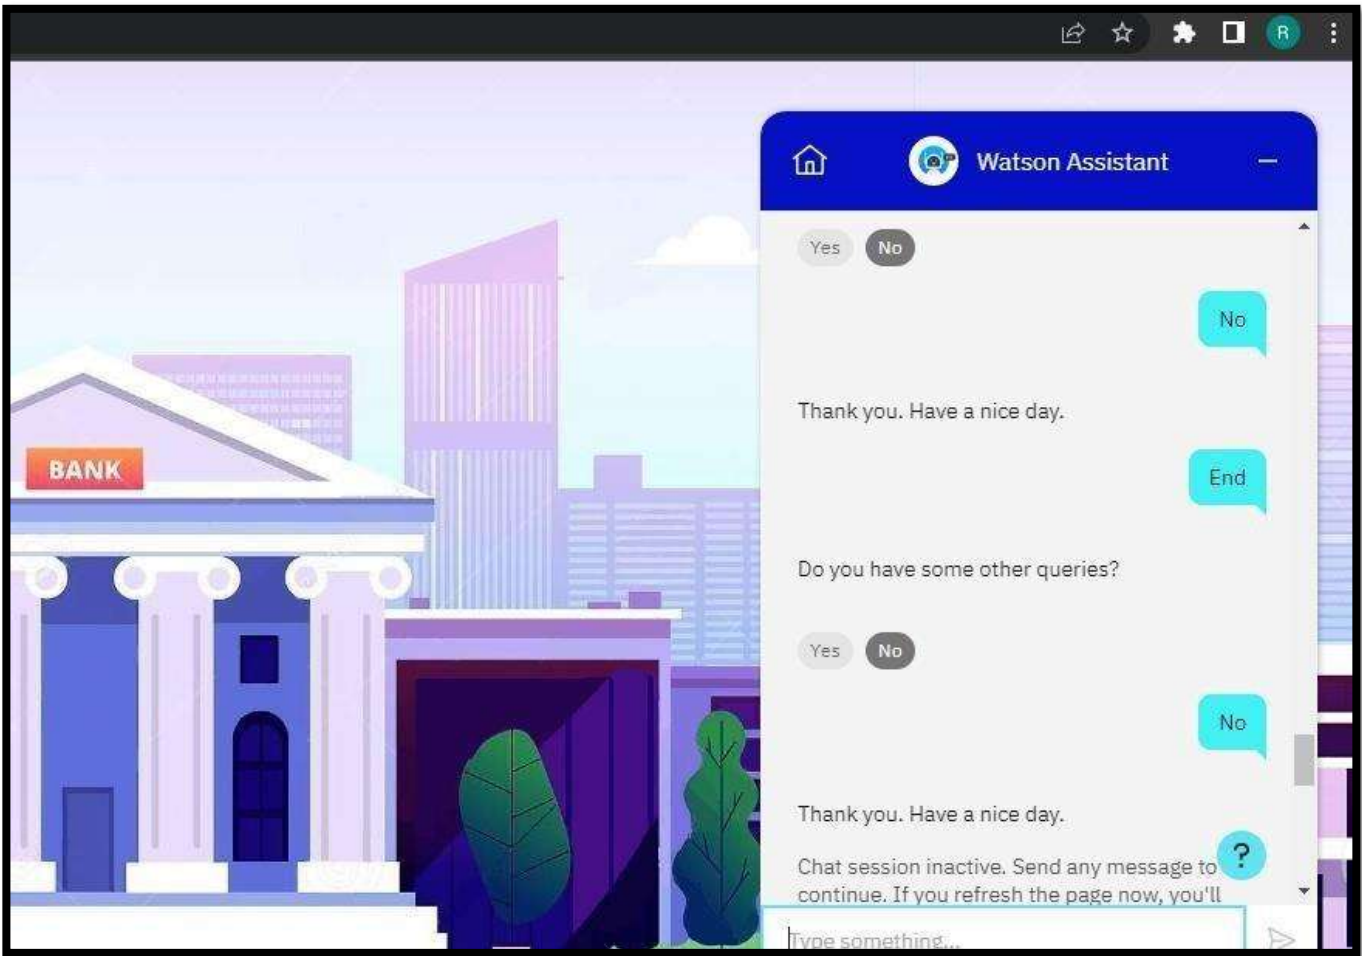 R
Watson Assistant
Yes No
No
Thank you. Have a nice day.
BANK
End
Do you have some other queries?
Yes No
No
Thank you. Have a nice day.
?
Chat session inactive. Send any message to
continue. If you refresh the page now, you'll
Type something...